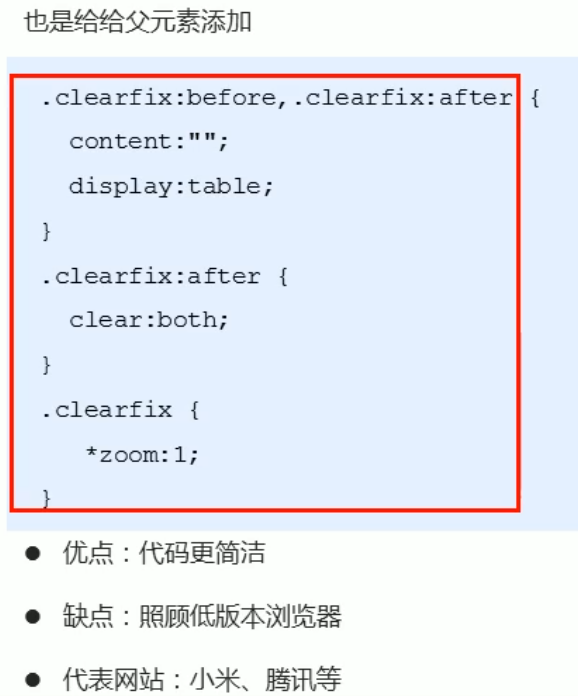 也是给给父元素添加
.clearfix:before,.clearfix:after {
content:"";
display:table;
}
.clearfix:after {
clear:both;
}
.clearfix {
*zoom:1;
}
● 优点：代码更简洁
● 缺点：照顾低版本浏览器
● 代表网站：小米、腾讯等